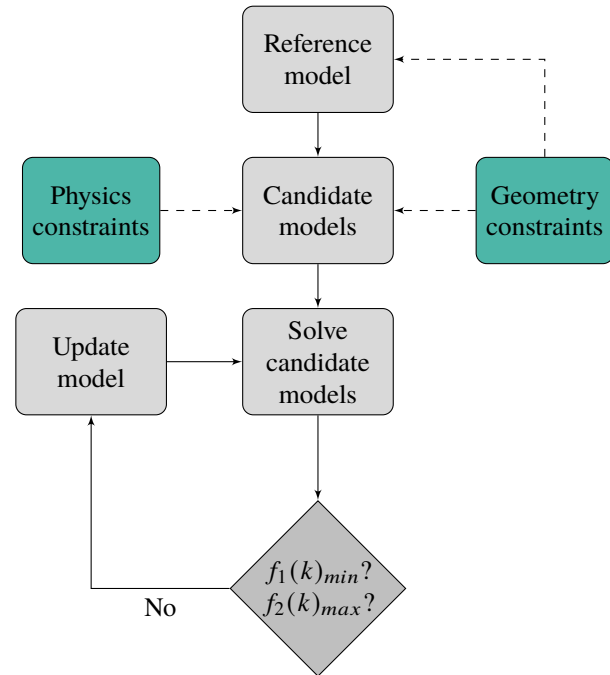 Reference
model
Physics
constraints
Candidate
models
Geometry
constraints
Update
model
Solve
candidate
models
f₁(k)ₘᵢₙ?
f₂(k)ₘₐₓ?
No